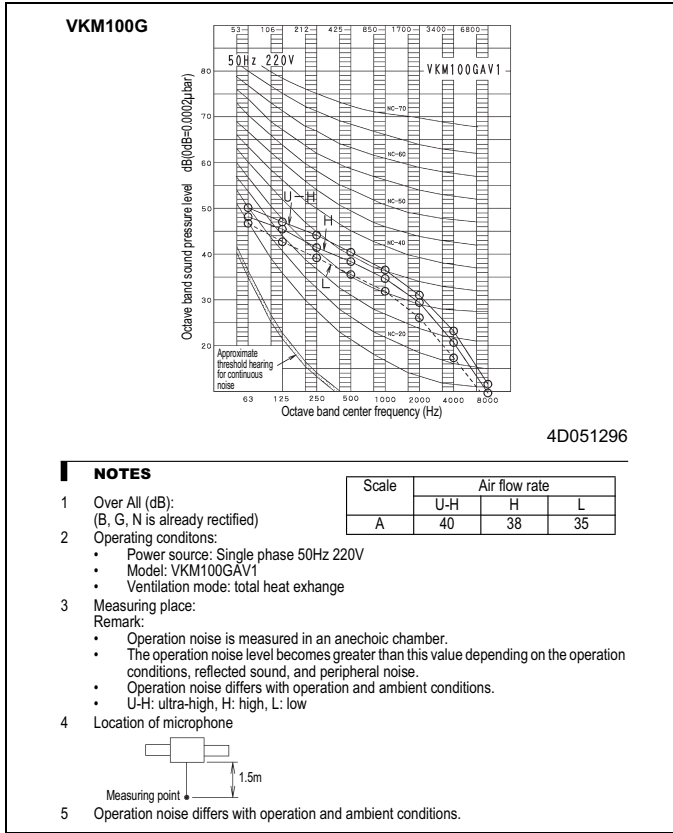 VKM100G
53 106 212 425 850 1700 3400 6800
50Hz 220V
VKM100GAV1
80
70
60
50
40
30
20
dB(0dB=0.0002μbar)
Octave band sound pressure level
NC-70
NC-60
NC-50
NC-40
NC-20
U-H
H
L
Approximate
threshold hearing
for continuous
noise
63 125 250 500 1000 2000 4000 8000
Octave band center frequency (Hz)
4D051296
NOTES
1 Over All (dB):
(B, G, N is already rectified)
Scale Air flow rate
U-H H L
A 40 38 35
2 Operating conditons:
• Power source: Single phase 50Hz 220V
• Model: VKM100GAV1
• Ventilation mode: total heat exhange
3 Measuring place:
Remark:
• Operation noise is measured in an anechoic chamber.
• The operation noise level becomes greater than this value depending on the operation
conditions, reflected sound, and peripheral noise.
• Operation noise differs with operation and ambient conditions.
• U-H: ultra-high, H: high, L: low
4 Location of microphone
1.5m
Measuring point
5 Operation noise differs with operation and ambient conditions.